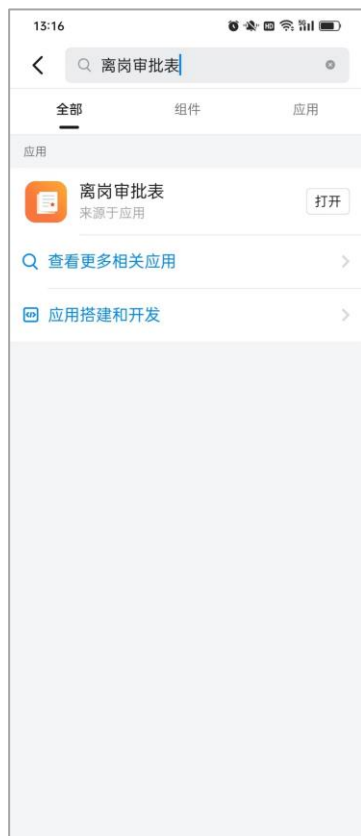 13:16
离岗审批表
全部
组件
应用
应用
离岗审批表
来源于应用
打开
查看更多相关应用
应用搭建和开发